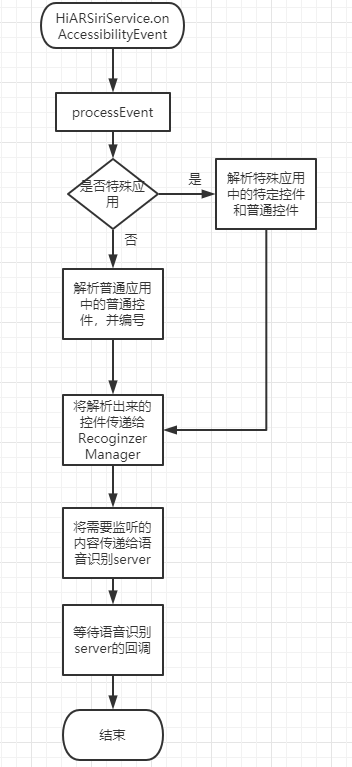 HiARSiriService.on
AccessibilityEvent
processEvent
是否特殊应
用
是
解析特殊应用
中的特定控件
和普通控件
否
解析普通应用
中的普通控
件，并编号
将解析出来的
控件传递给
Recoginzer
Manager
将需要监听的
内容传递给语
音识别server
等待语音识别
server的回调
结束